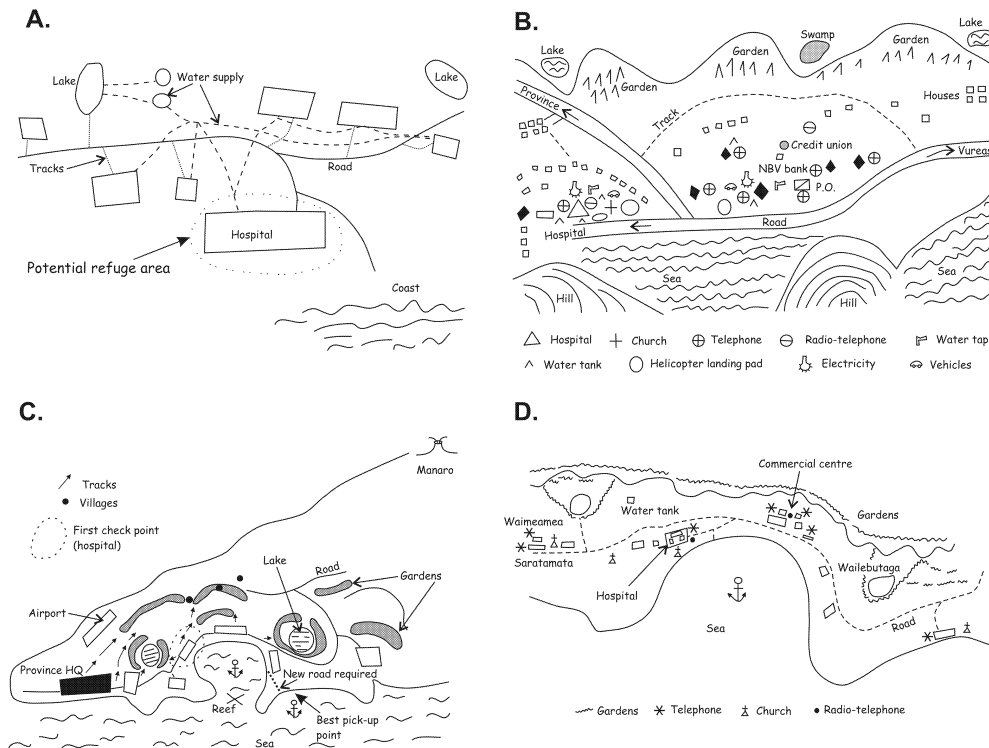 A.
Lake
Water supply
Lake
Tracks
Road
Hospital
Potential refuge area
Coast
B.
Lake
Swamp
Lake
Garden
Garden
Garden
Province
Houses
Track
Credit union
NBV bank
Vureas
P.O.
Road
Hospital
Sea
Sea
Hill
Hill
Hospital
Church
Telephone
Radio-telephone
Water tap
Water tank
Helicopter landing pad
Electricity
Vehicles
C.
Manaro
Tracks
Villages
First check point
(hospital)
Lake
Road
Gardens
Airport
Province HQ
New road required
Reef
Best pick-up
point
Sea
D.
Commercial centre
Water tank
Gardens
Waimeamea
Saratamata
Wailebutaga
Hospital
Sea
Road
Gardens
Telephone
Church
Radio-telephone